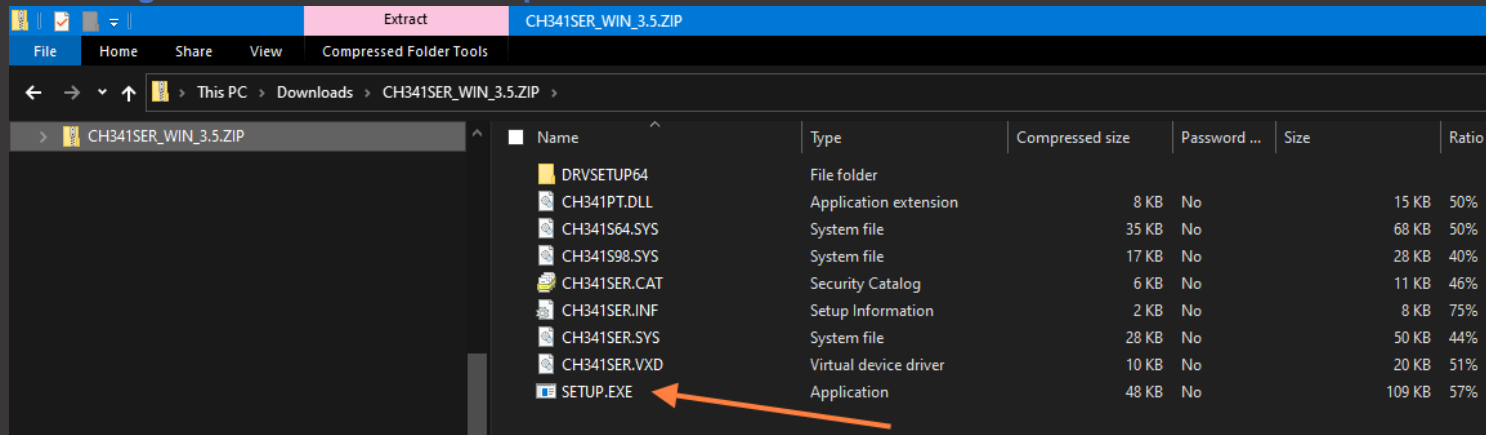 Extract CH341SER_WIN_3.5.ZIP
File Home Share View Compressed Folder Tools
This PC > Downloads > CH341SER_WIN_3.5.ZIP >
CH341SER_WIN_3.5.ZIP
Name Type Compressed size Password ... Size Ratio
DRVSETUP64 File folder
CH341PT.DLL Application extension 8 KB No 15 KB 50%
CH341S64.SYS System file 35 KB No 68 KB 50%
CH341S98.SYS System file 17 KB No 28 KB 40%
CH341SER.CAT Security Catalog 6 KB No 11 KB 46%
CH341SER.INF Setup Information 2 KB No 8 KB 75%
CH341SER.SYS System file 28 KB No 50 KB 44%
CH341SER.VXD Virtual device driver 10 KB No 20 KB 51%
SETUP.EXE Application 48 KB No 109 KB 57%